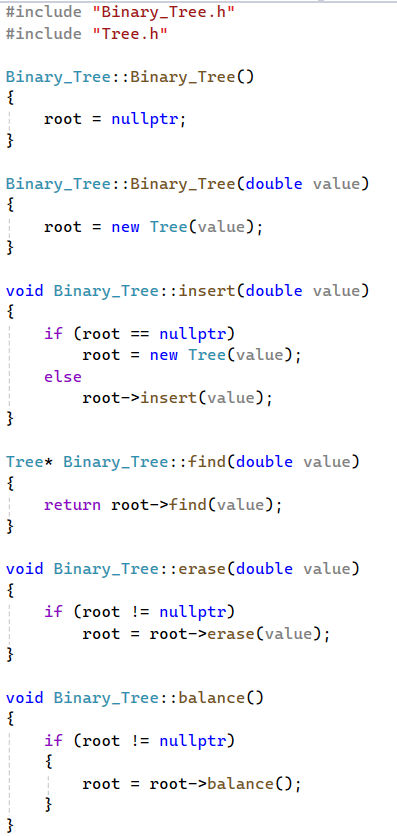 #include "Binary_Tree.h"
#include "Tree.h"

Binary_Tree::Binary_Tree()
{
    root = nullptr;
}

Binary_Tree::Binary_Tree(double value)
{
    root = new Tree(value);
}

void Binary_Tree::insert(double value)
{
    if (root == nullptr)
        root = new Tree(value);
    else
        root->insert(value);
}

Tree* Binary_Tree::find(double value)
{
    return root->find(value);
}

void Binary_Tree::erase(double value)
{
    if (root != nullptr)
        root = root->erase(value);
}

void Binary_Tree::balance()
{
    if (root != nullptr)
    {
        root = root->balance();
    }
}